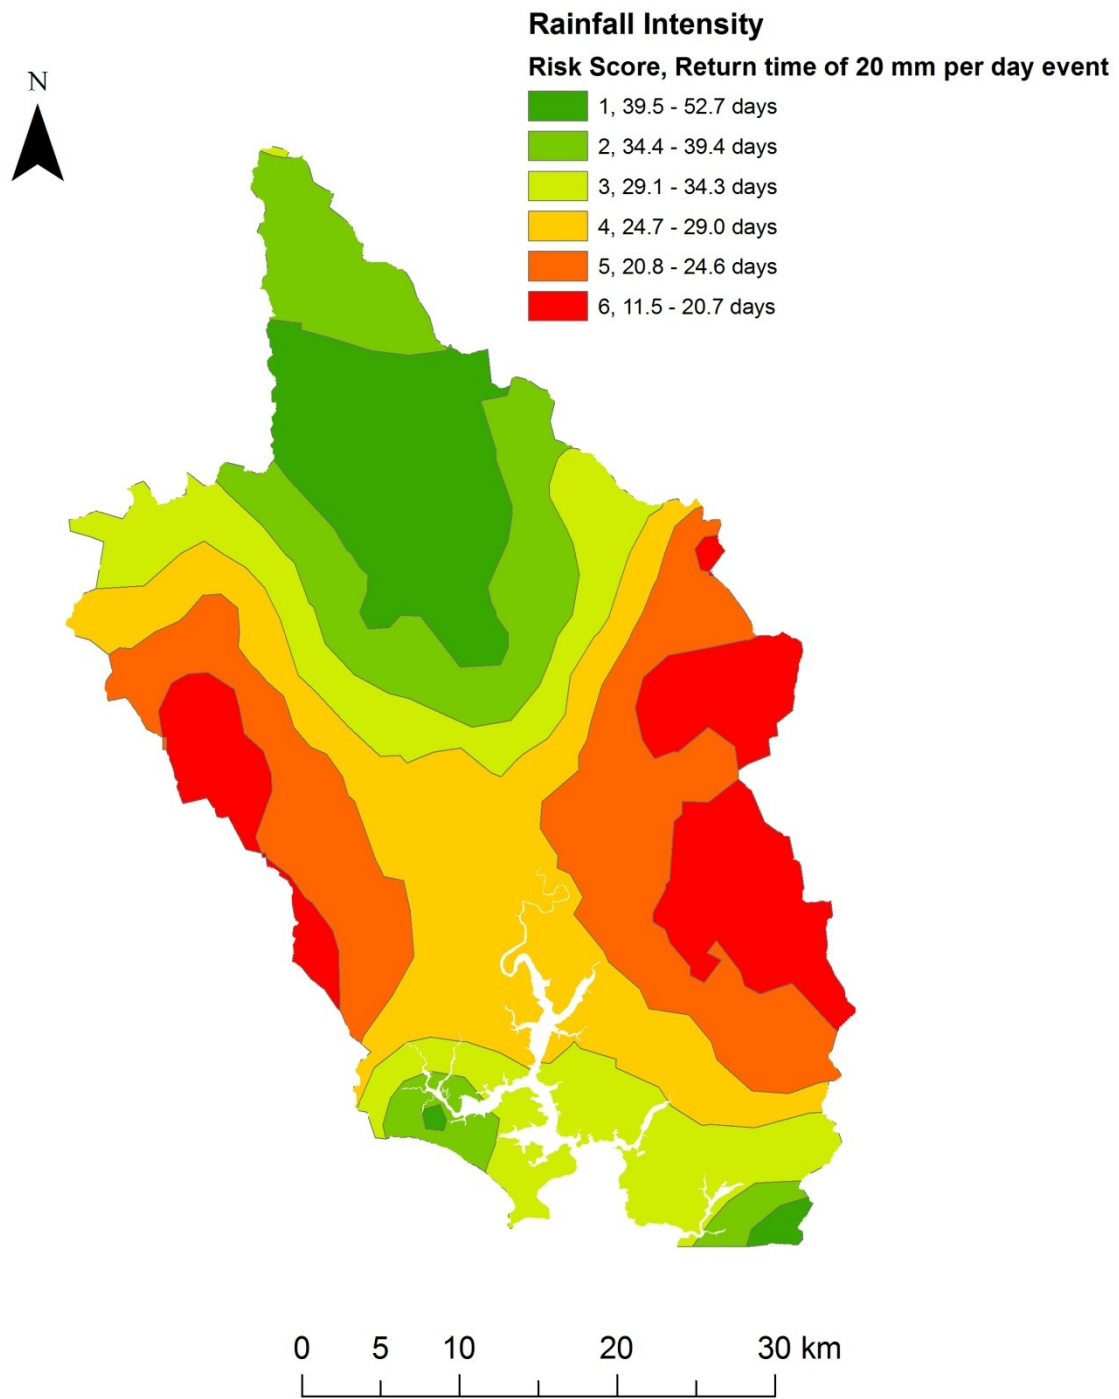 Rainfall Intensity
Risk Score, Return time of 20 mm per day event
N
1, 39.5 - 52.7 days
2, 34.4 - 39.4 days
3, 29.1 - 34.3 days
4, 24.7 - 29.0 days
5, 20.8 - 24.6 days
6, 11.5 - 20.7 days
0 5 10 20 30 km